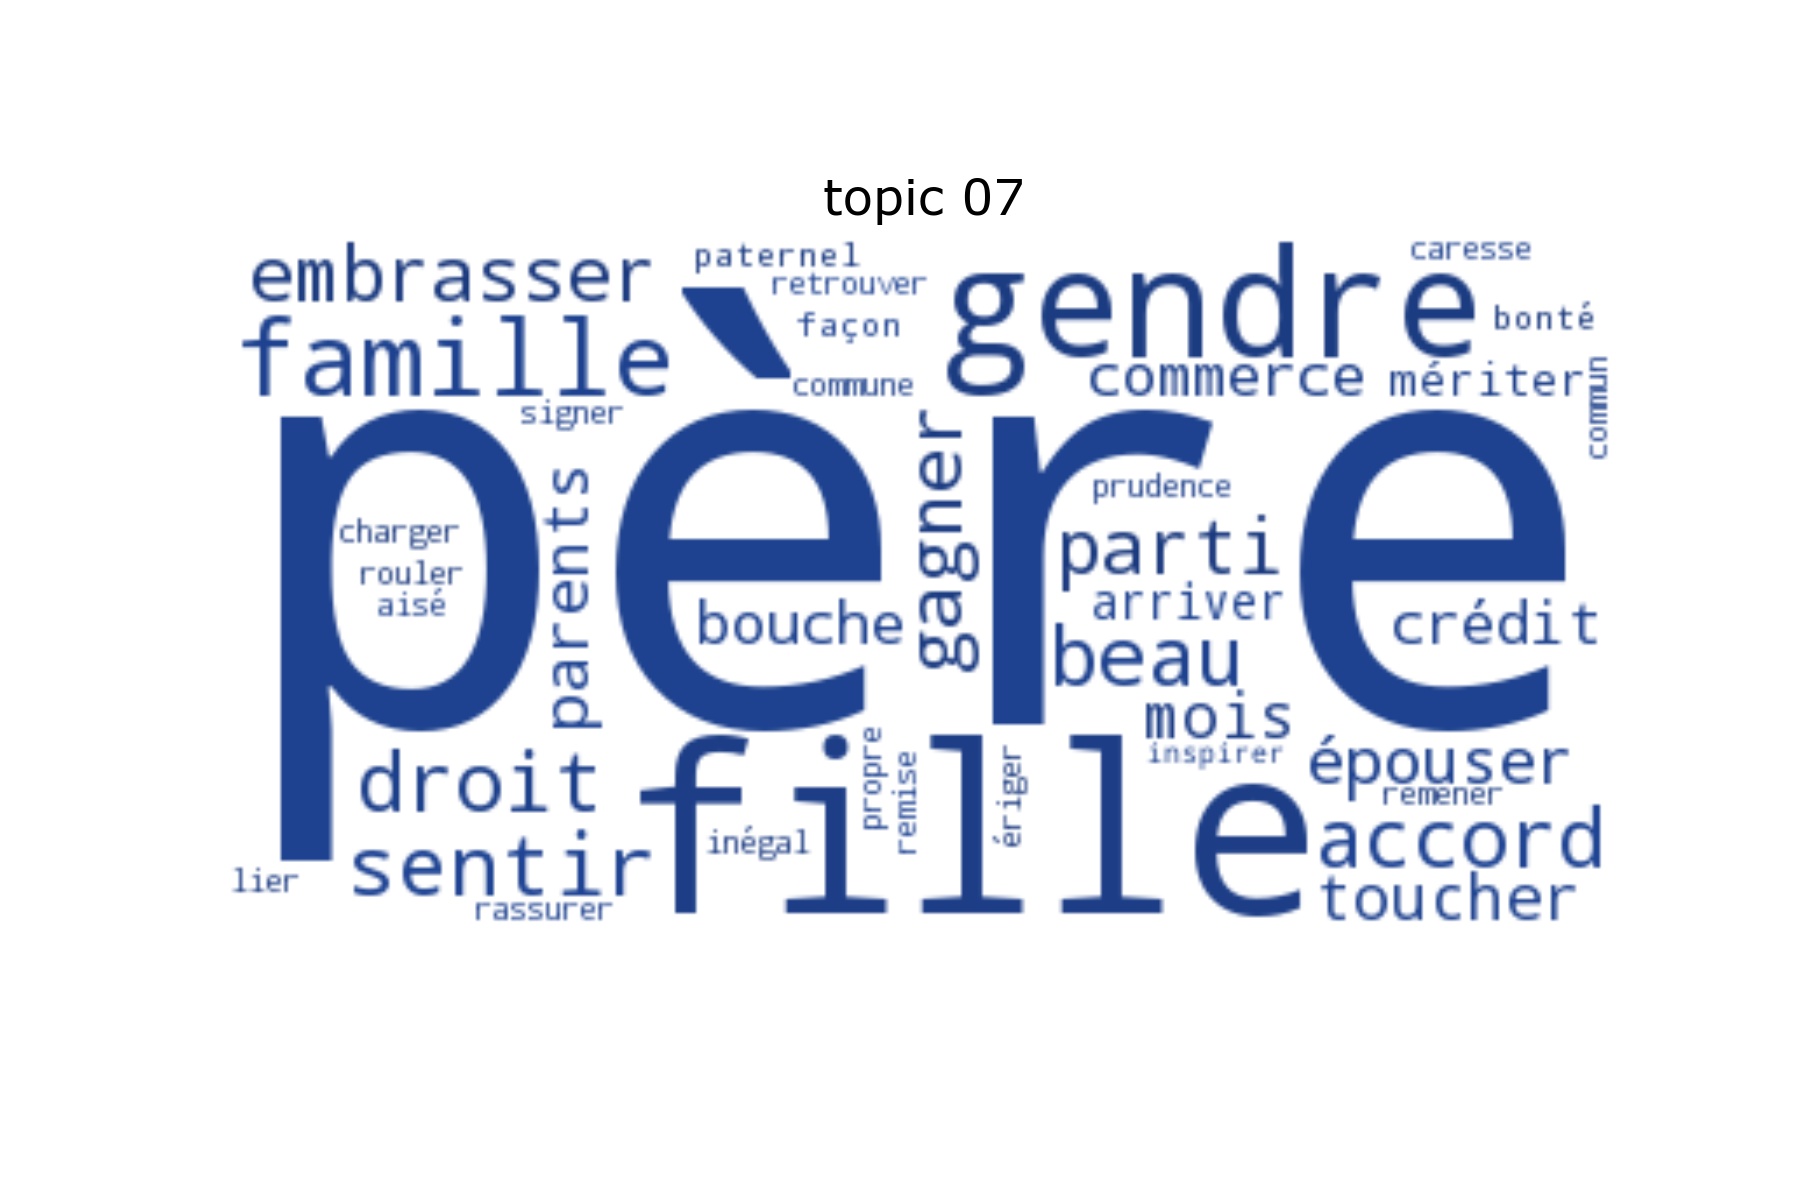 topic 07
embrasser
paternel
retrouver
façon
gendre
caresse
bonté
famille
commune
commerce
mériter
commun
signer
père
charger
rouler
aisé
parents
bouche
gagner
prudence
parti
arriver
beau
crédit
mois
droit
fille
propre
remise
ériger
inspirer
épouser
remener
sentir
inégal
accord
lier
rassurer
toucher